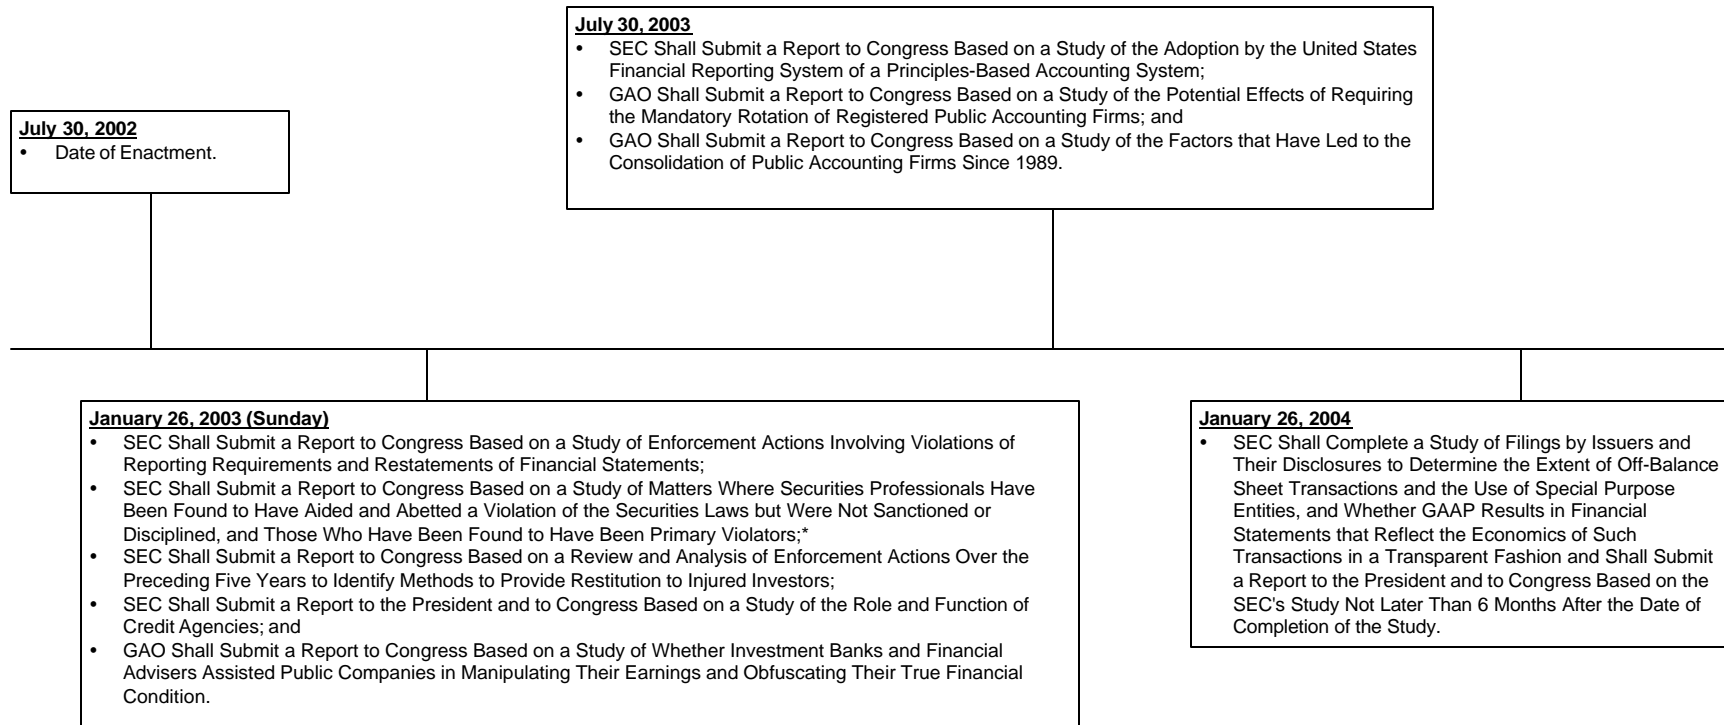 July 30, 2003
• SEC Shall Submit a Report to Congress Based on a Study of the Adoption by the United States
Financial Reporting System of a Principles-Based Accounting System;
• GAO Shall Submit a Report to Congress Based on a Study of the Potential Effects of Requiring
the Mandatory Rotation of Registered Public Accounting Firms; and
• GAO Shall Submit a Report to Congress Based on a Study of the Factors that Have Led to the
Consolidation of Public Accounting Firms Since 1989.
July 30, 2002
• Date of Enactment.
January 26, 2003 (Sunday)
• SEC Shall Submit a Report to Congress Based on a Study of Enforcement Actions Involving Violations of
Reporting Requirements and Restatements of Financial Statements;
• SEC Shall Submit a Report to Congress Based on a Study of Matters Where Securities Professionals Have
Been Found to Have Aided and Abetted a Violation of the Securities Laws but Were Not Sanctioned or
Disciplined, and Those Who Have Been Found to Have Been Primary Violators;*
• SEC Shall Submit a Report to Congress Based on a Review and Analysis of Enforcement Actions Over the
Preceding Five Years to Identify Methods to Provide Restitution to Injured Investors;
• SEC Shall Submit a Report to the President and to Congress Based on a Study of the Role and Function of
Credit Agencies; and
• GAO Shall Submit a Report to Congress Based on a Study of Whether Investment Banks and Financial
Advisers Assisted Public Companies in Manipulating Their Earnings and Obfuscating Their True Financial
Condition.
January 26, 2004
• SEC Shall Complete a Study of Filings by Issuers and
Their Disclosures to Determine the Extent of Off-Balance
Sheet Transactions and the Use of Special Purpose
Entities, and Whether GAAP Results in Financial
Statements that Reflect the Economics of Such
Transactions in a Transparent Fashion and Shall Submit
a Report to the President and to Congress Based on the
SEC's Study Not Later Than 6 Months After the Date of
Completion of the Study.